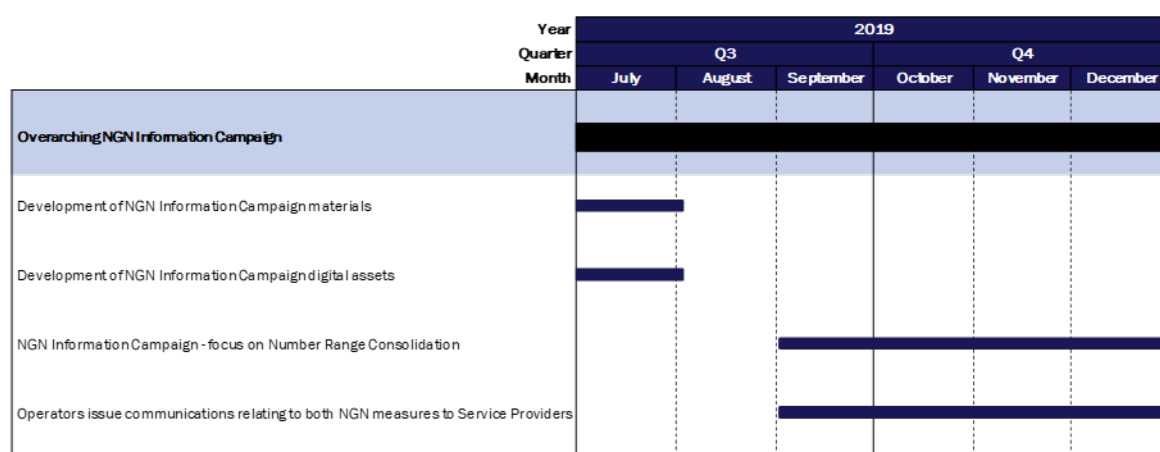 Year 2019
Quarter Q3 Q4
Month July August September October November December
Overarching NGN Information Campaign
Development of NGN Information Campaign materials
Development of NGN Information Campaign digital assets
NGN Information Campaign - focus on Number Range Consolidation
Operators issue communications relating to both NGN measures to Service Providers